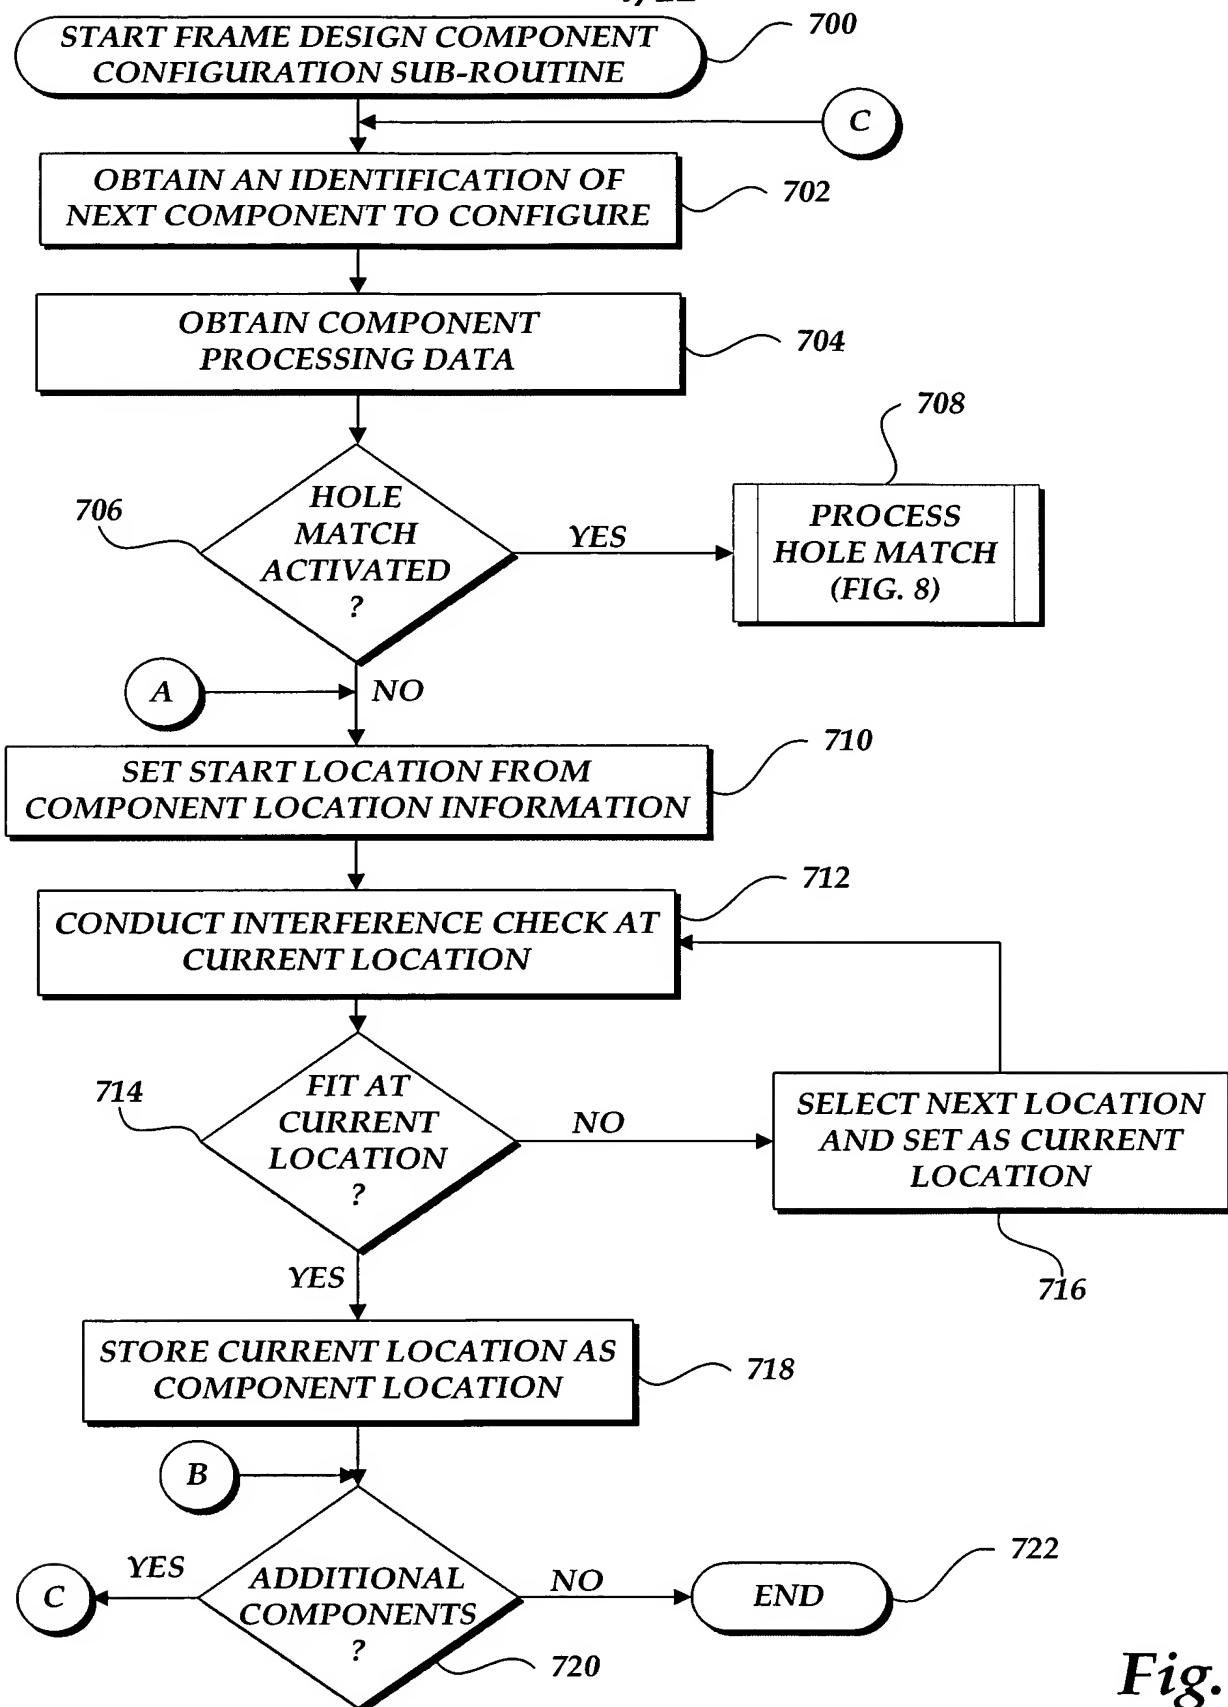 START FRAME DESIGN COMPONENT
CONFIGURATION SUB-ROUTINE
700
C
OBTAIN AN IDENTIFICATION OF
NEXT COMPONENT TO CONFIGURE
702
OBTAIN COMPONENT
PROCESSING DATA
704
HOLE
MATCH
ACTIVATED
?
706
YES
PROCESS
HOLE MATCH
(FIG. 8)
708
A
NO
SET START LOCATION FROM
COMPONENT LOCATION INFORMATION
710
CONDUCT INTERFERENCE CHECK AT
CURRENT LOCATION
712
FIT AT
CURRENT
LOCATION
?
714
NO
SELECT NEXT LOCATION
AND SET AS CURRENT
LOCATION
716
YES
STORE CURRENT LOCATION AS
COMPONENT LOCATION
718
B
ADDITIONAL
COMPONENTS
?
720
YES
C
NO
END
722
Fig.